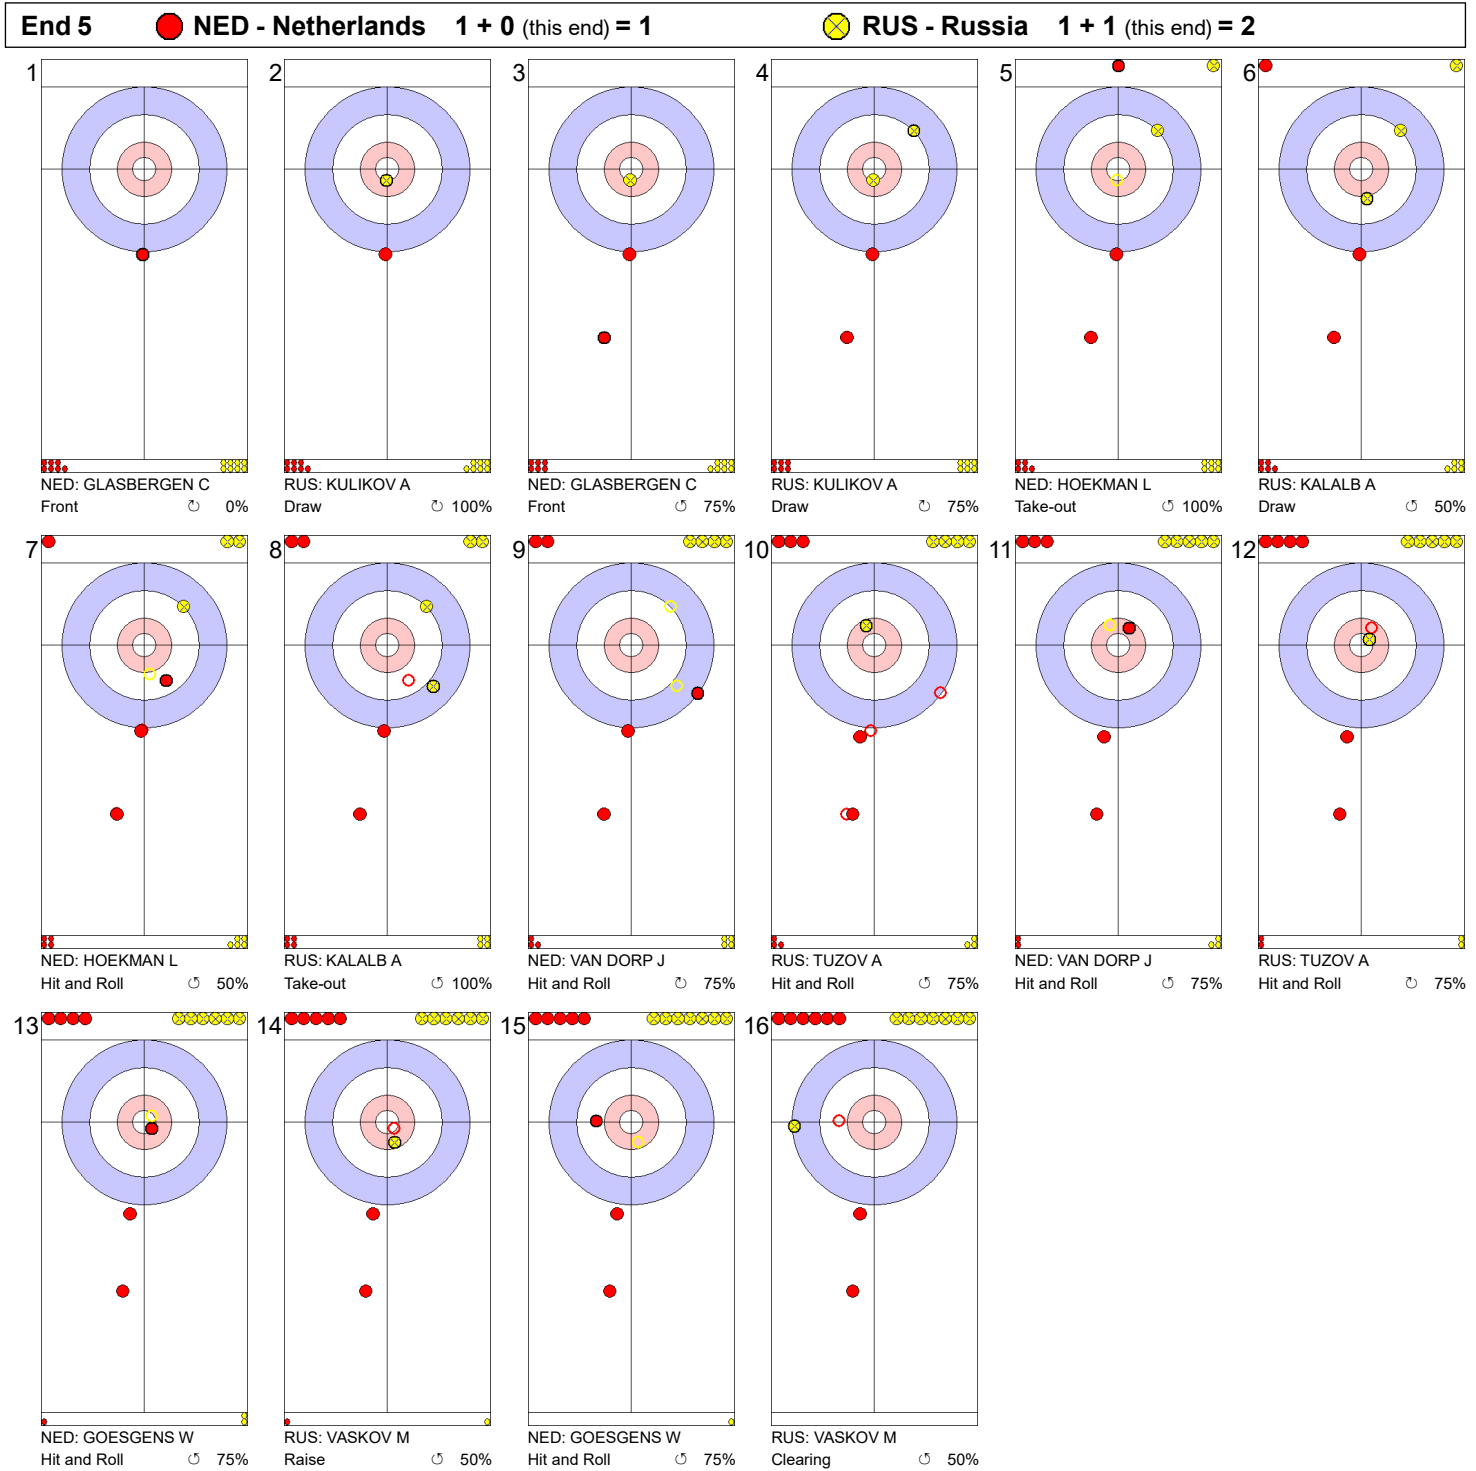 End 5 NED - Netherlands 1 + 0 (this end) = 1 RUS - Russia 1 + 1 (this end) = 2
1 2 3 4 5 6
NED: GLASBERGEN C RUS: KULIKOV A NED: GLASBERGEN C RUS: KULIKOV A NED: HOEKMAN L RUS: KALALB A
Front ↻ 0% Draw ↺ 100% Front ↺ 75% Draw ↻ 75% Take-out ↺ 100% Draw ↺ 50%
7 8 9 10 11 12
NED: HOEKMAN L RUS: KALALB A NED: VAN DORP J RUS: TUZOV A NED: VAN DORP J RUS: TUZOV A
Hit and Roll ↺ 50% Take-out ↺ 100% Hit and Roll ↺ 75% Hit and Roll ↻ 75% Hit and Roll ↺ 75% Hit and Roll ↺ 75%
13 14 15 16
NED: GOESGENS W RUS: VASKOV M NED: GOESGENS W RUS: VASKOV M
Hit and Roll ↺ 75% Raise ↺ 50% Hit and Roll ↺ 75% Clearing ↺ 50%